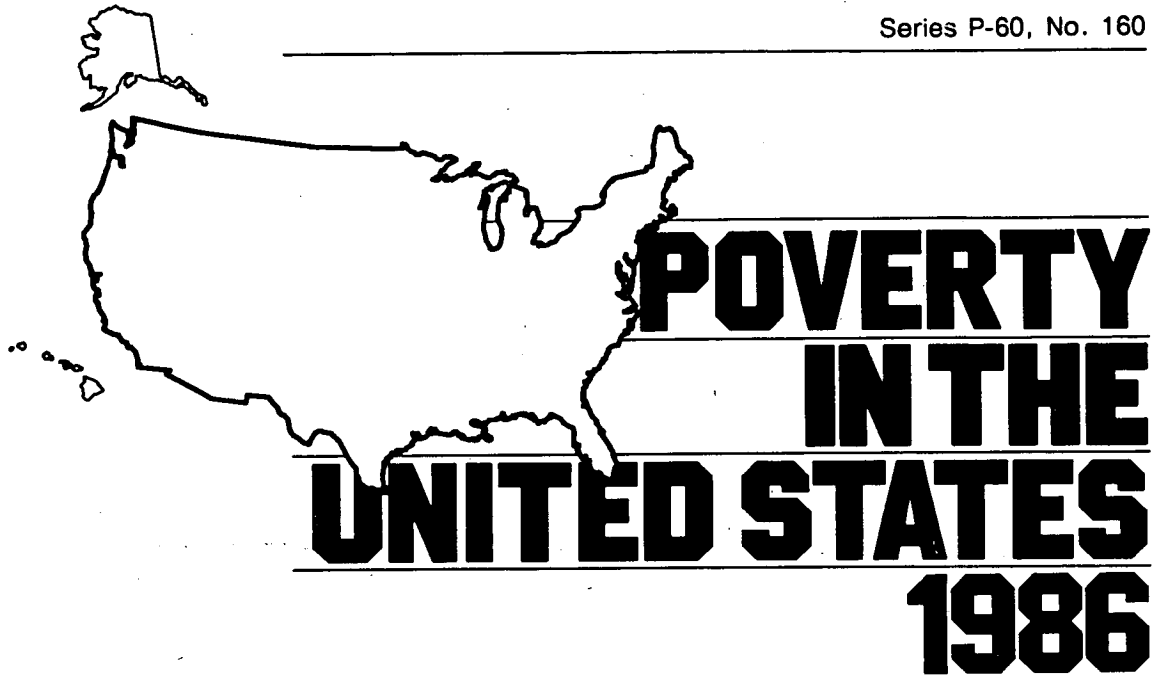 Series P-60, No. 160
POVERTY
IN THE
UNITED STATES
1986